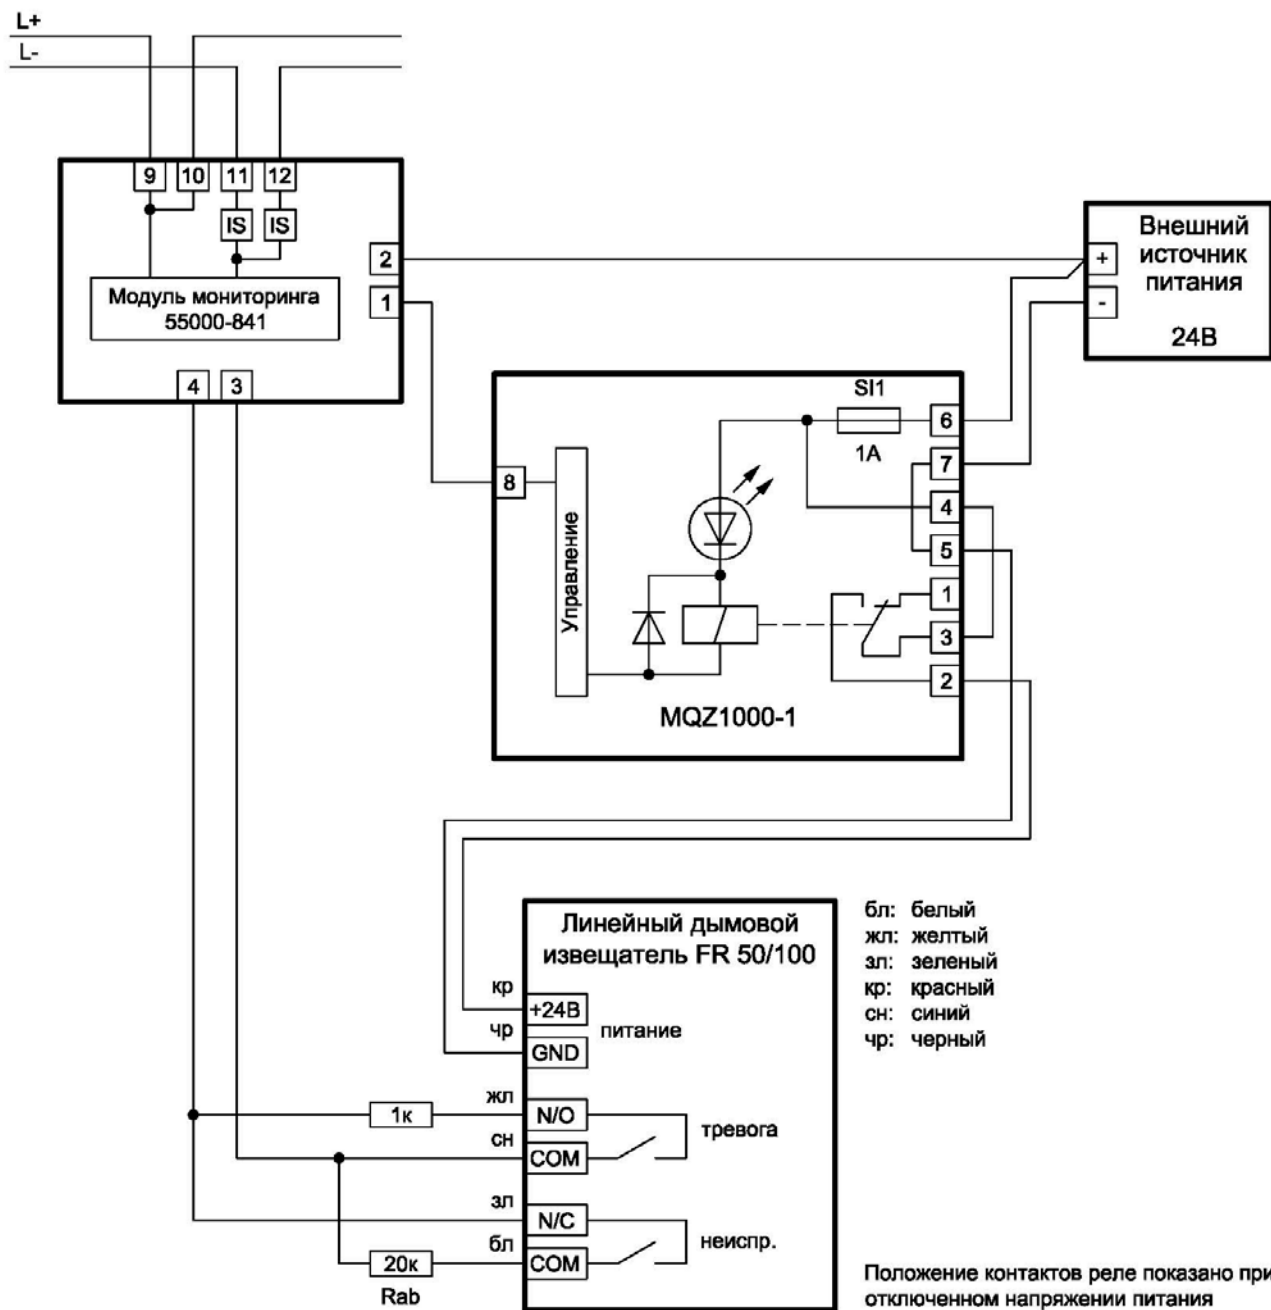 L+
L-
9 10 11 12
IS IS
2
1
Модуль мониторинга
55000-841
4 3
Внешний
источник
питания
24В
+
-
SI1
1А
6
7
4
5
1
3
2
8
Управление
MQZ1000-1
Линейный дымовой
извещатель FR 50/100
кр
+24В
питание
чр
GND
жл
1к
N/O
тревога
сн
COM
зл
N/C
неиспр.
бл
20к
COM
Rab
бл: белый
жл: желтый
зл: зеленый
кр: красный
сн: синий
чр: черный
Положение контактов реле показано при
отключенном напряжении питания